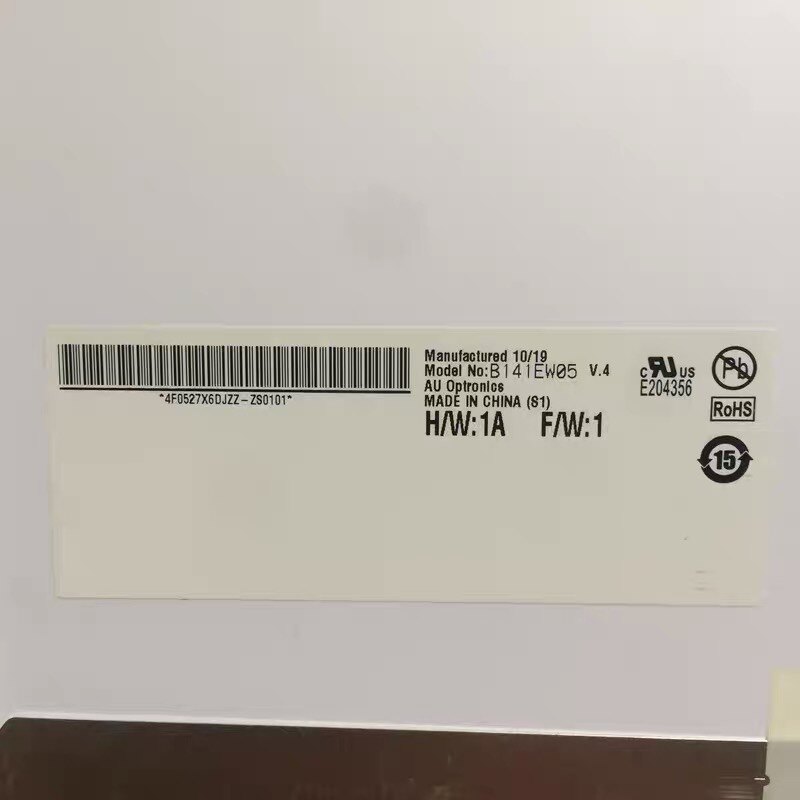 *4F0527X6DJZZ-ZS0101*
Manufactured 10/19
Model No:B141EW05 V.4
AU Optronics
MADE IN CHINA (S1)
H/W:1A F/W:1
c RU US
E204356
Pb
RoHS
15